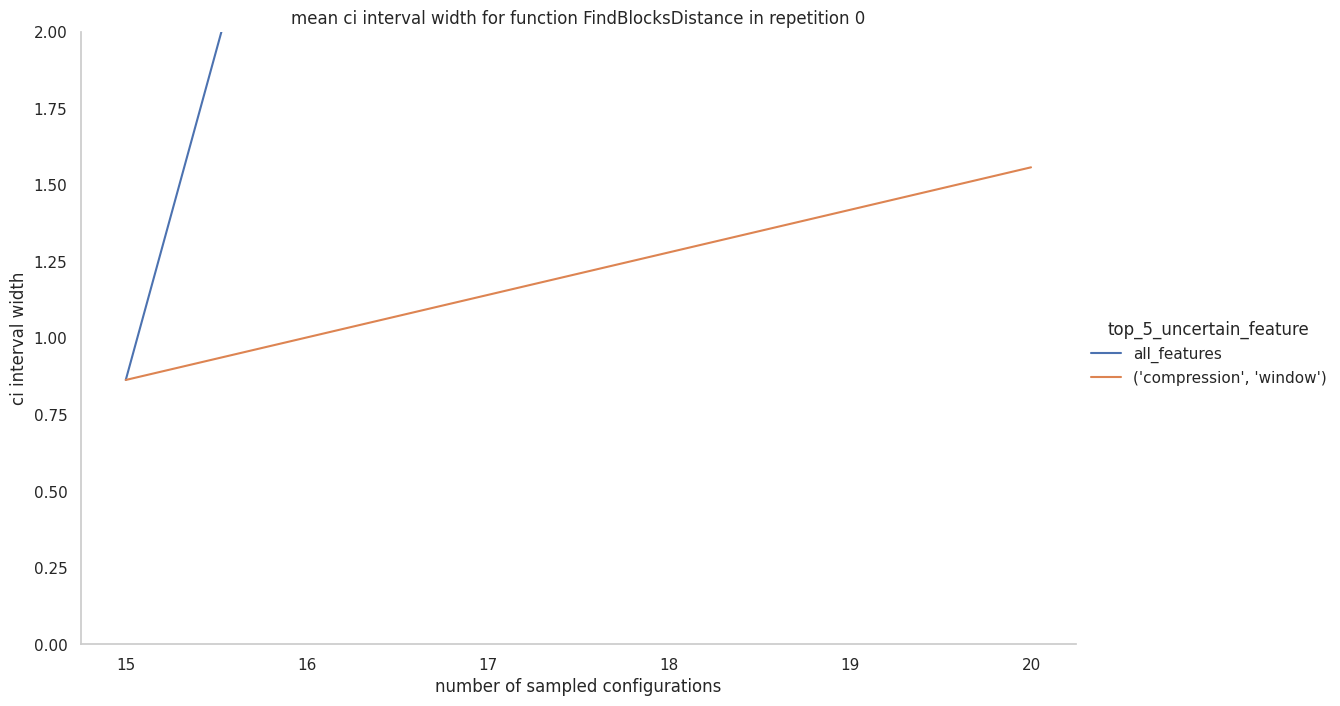 mean ci interval width for function FindBlocksDistance in repetition 0
2.00
1.75
1.50
1.25
1.00
0.75
0.50
0.25
0.00
ci interval width
15 16 17 18 19 20
number of sampled configurations
top_5_uncertain_feature
all_features
('compression', 'window')